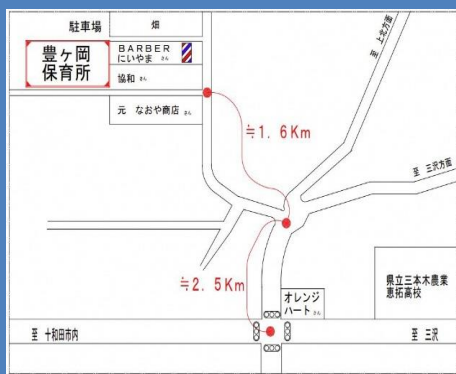 駐車場
畑
豊ヶ岡
保育所
BARBER
にいやま さん
協和 さん
元 なおや商店 さん
至 上北方面
≒1.6Km
至 三沢方面
≒2.5Km
オレンジ
ハート さん
県立三本木農業
恵拓高校
至 十和田市内
至 三沢